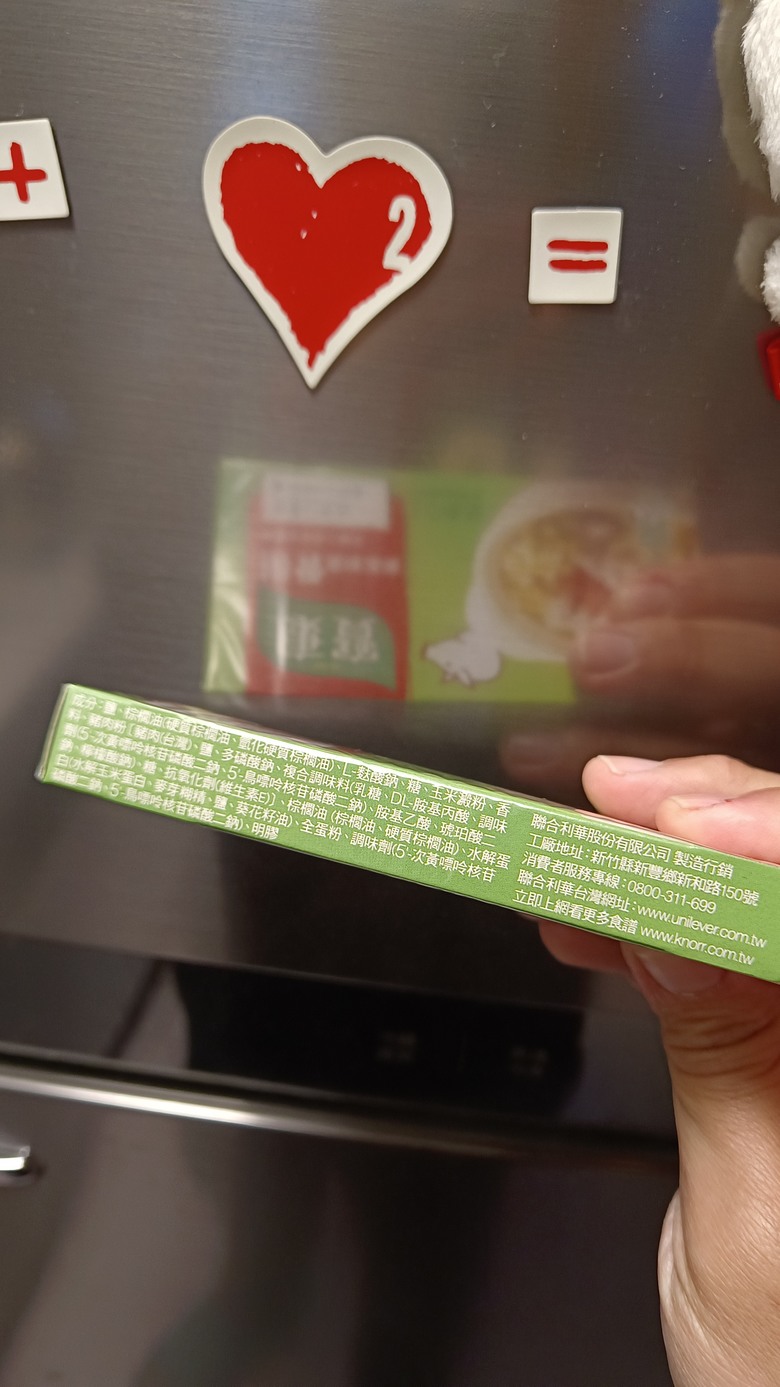 +
2
=
成分:鹽、棕櫚油(硬質棕櫚油、氫化硬質棕櫚油)、L-麩酸鈉、糖、玉米澱粉、香
料、豬肉粉〔豬肉(台灣)、鹽、多磷酸鈉、複合調味料(乳糖、DL-胺基丙酸、調味
劑(5'-次黃嘌呤核苷磷酸二鈉、5'-鳥嘌呤核苷磷酸二鈉)、胺基乙酸、琥珀酸二
鈉、檸檬酸鈉)、糖、抗氧化劑(維生素E)〕、棕櫚油(棕櫚油、硬質棕櫚油)、水解蛋
白(水解玉米蛋白、麥芽糊精、鹽、葵花籽油)、全蛋粉、調味劑(5'-次黃嘌呤核苷
磷酸二鈉、5'-鳥嘌呤核苷磷酸二鈉)、明膠
聯合利華股份有限公司 製造行銷
工廠地址:新竹縣新豐鄉新和路150號
消費者服務專線:0800-311-699
聯合利華台灣網址:www.unilever.com.tw
立即上網看更多食譜 www.knorr.com.tw